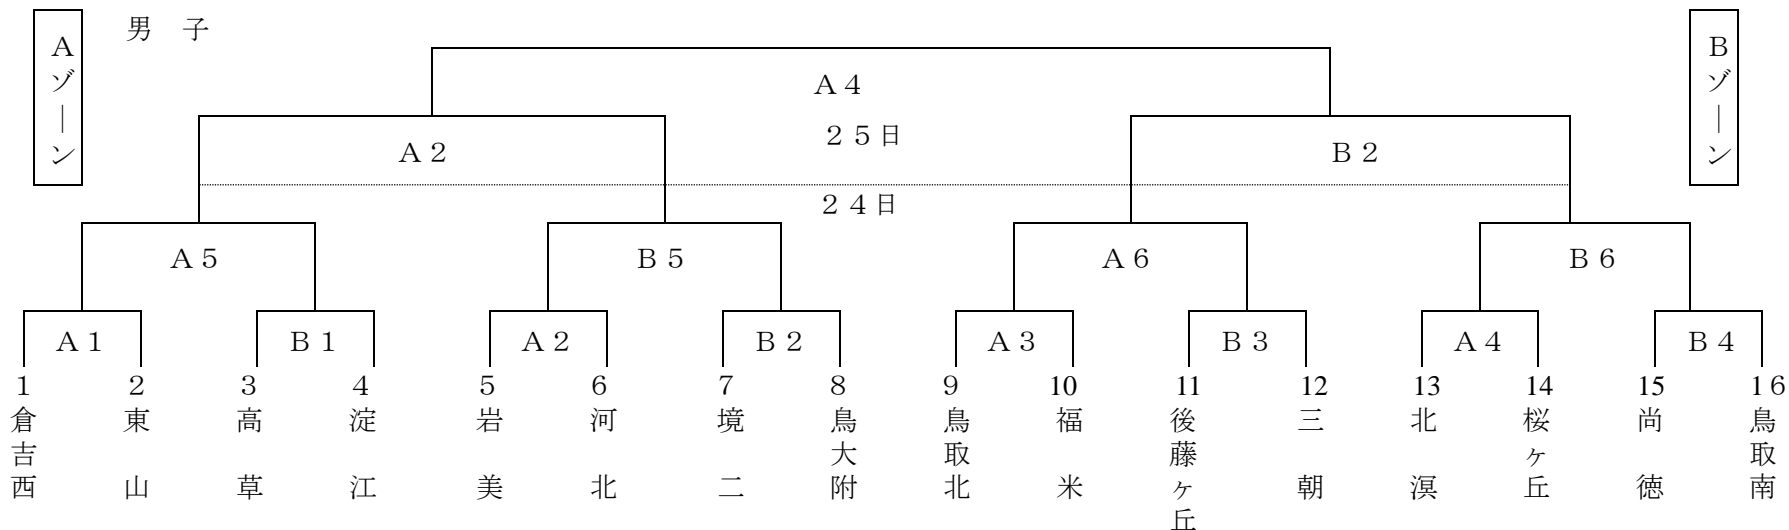 Aゾーン
男 子
Bゾーン
A4
25日
A2
B2
24日
A5
B5
A6
B6
A1
B1
A2
B2
A3
B3
A4
B4
1 2 3 4 5 6 7 8 9 10 11 12 13 14 15 16
倉吉西
東山
高草
淀江
岩美
河北
境二
鳥大附
鳥取北
福米
後藤ヶ丘
三朝
北溟
桜ヶ丘
尚徳
鳥取南